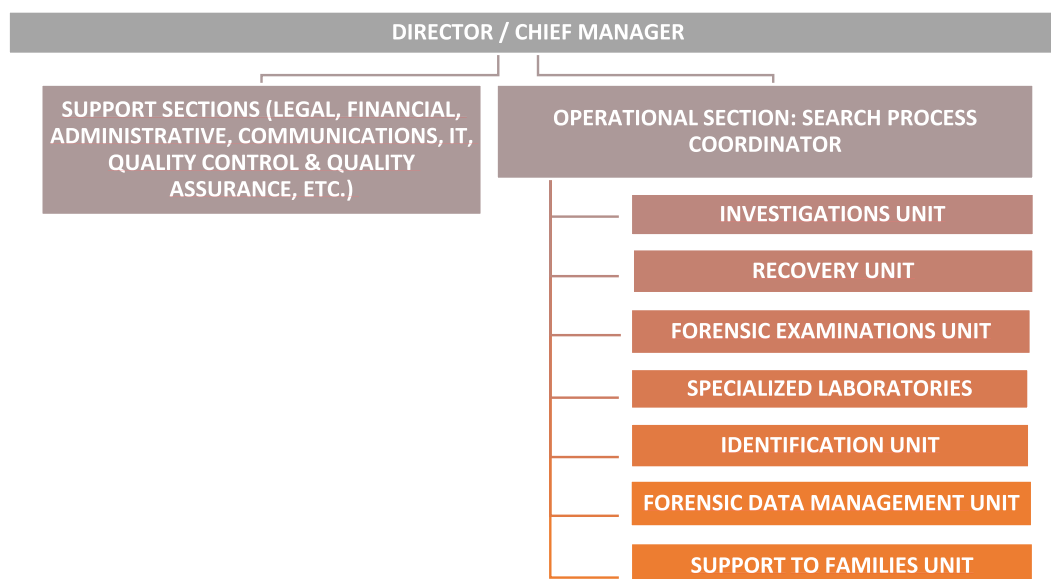 DIRECTOR / CHIEF MANAGER
SUPPORT SECTIONS (LEGAL, FINANCIAL,
ADMINISTRATIVE, COMMUNICATIONS, IT,
QUALITY CONTROL & QUALITY
ASSURANCE, ETC.)
OPERATIONAL SECTION: SEARCH PROCESS
COORDINATOR
INVESTIGATIONS UNIT
RECOVERY UNIT
FORENSIC EXAMINATIONS UNIT
SPECIALIZED LABORATORIES
IDENTIFICATION UNIT
FORENSIC DATA MANAGEMENT UNIT
SUPPORT TO FAMILIES UNIT